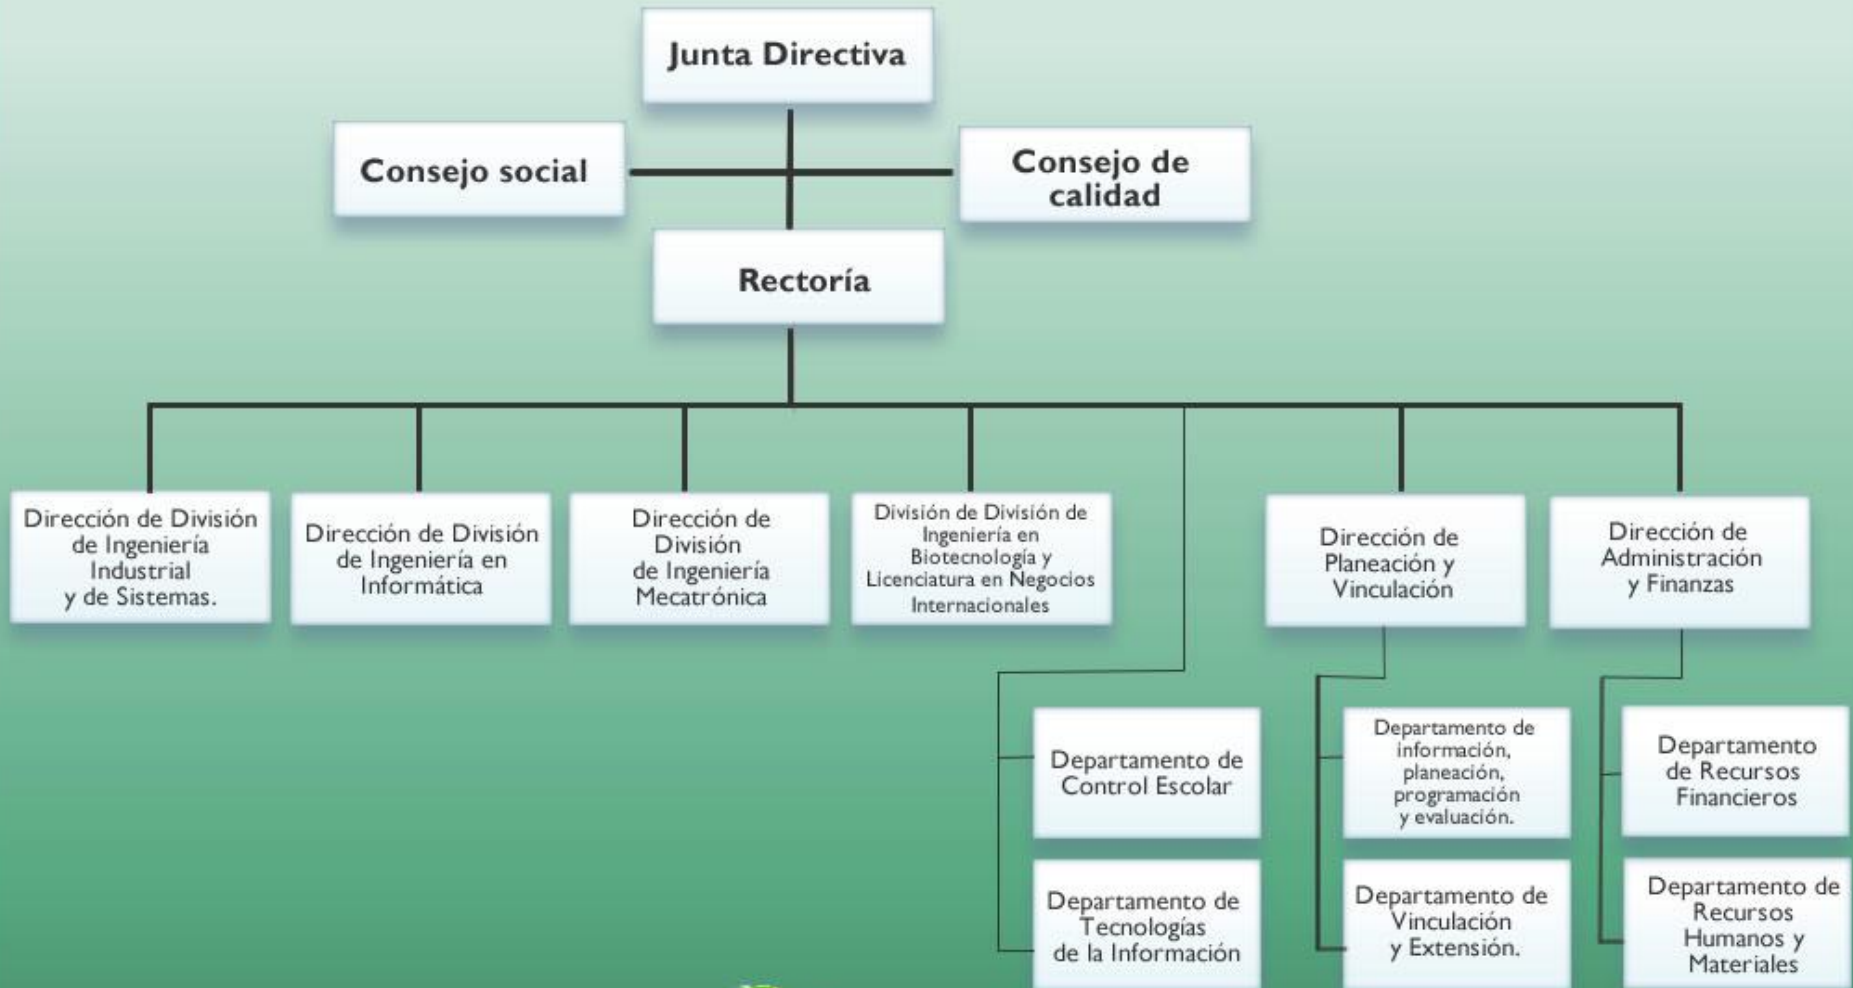 Junta Directiva
Consejo social
Consejo de
calidad
Rectoría
Dirección de División
de Ingeniería
Industrial
y de Sistemas.
Dirección de División
de Ingeniería en
Informática
Dirección de
División
de Ingeniería
Mecatrónica
División de División de
Ingeniería en
Biotecnología y
Licenciatura en Negocios
Internacionales
Dirección de
Planeación y
Vinculación
Dirección de
Administración
y Finanzas
Departamento de
Control Escolar
Departamento de
información,
planeación,
programación
y evaluación.
Departamento
de Recursos
Financieros
Departamento de
Tecnologías
de la Información
Departamento de
Vinculación
y Extensión.
Departamento de
Recursos
Humanos y
Materiales